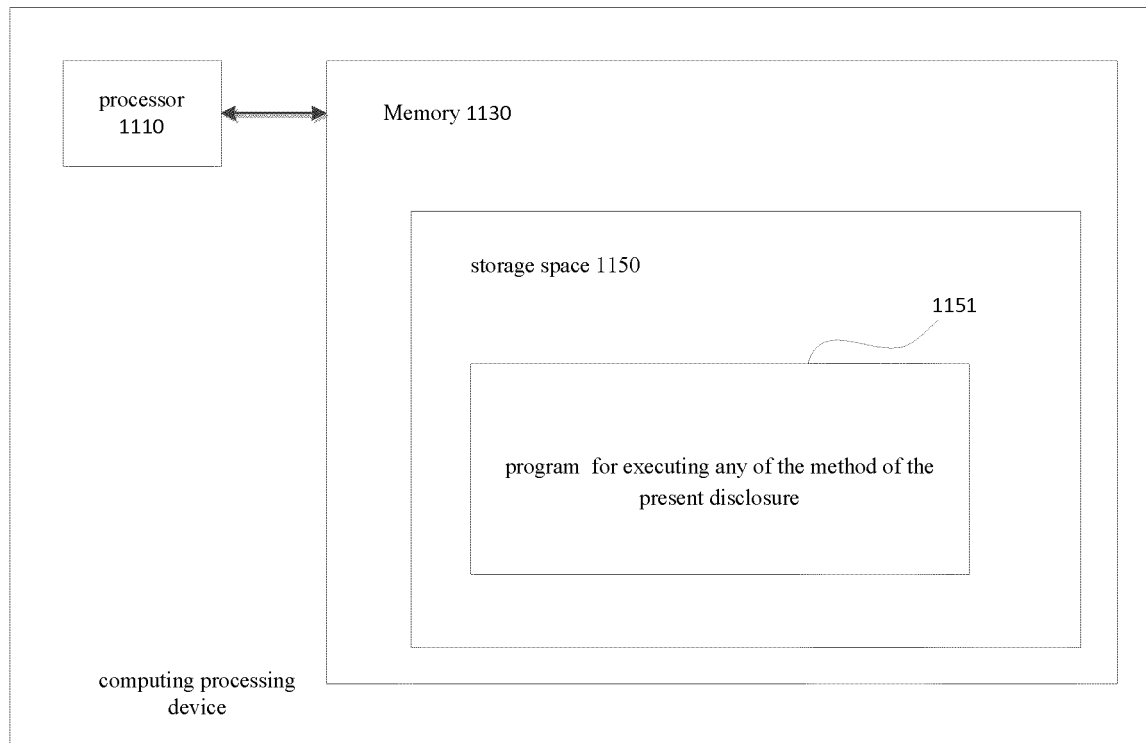 processor
1110
Memory 1130
storage space 1150
1151
program for executing any of the method of the
present disclosure
computing processing
device